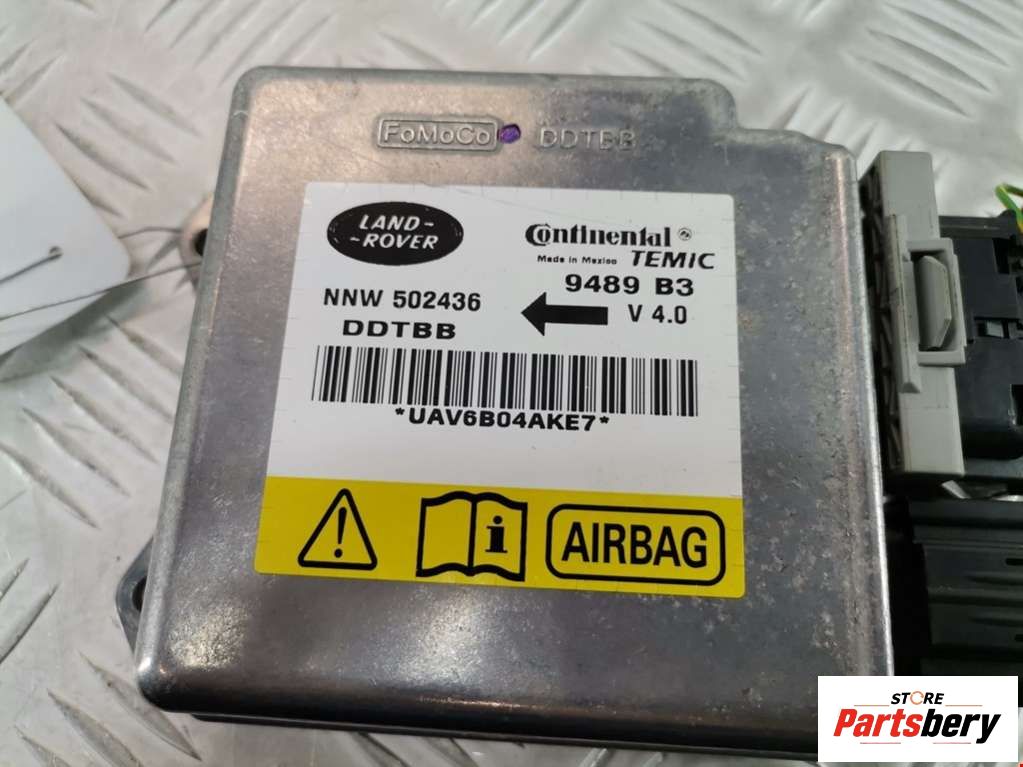 FoMoCo DDTBB
LAND-
-ROVER
Continental
Made in Mexico TEMIC
9489 B3
NNW 502436
V 4.0
DDTBB
*UAV6B04AKE7*
i
AIRBAG
STORE
Partsbery